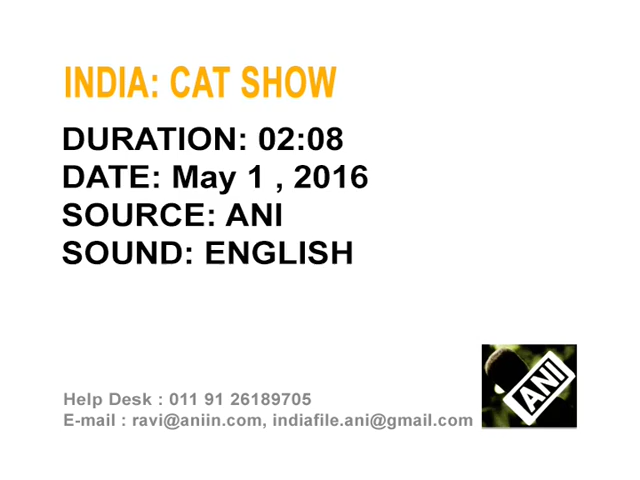 INDIA: CAT SHOW
DURATION: 02:08
DATE: May 1 , 2016
SOURCE: ANI
SOUND: ENGLISH
Help Desk : 011 91 26189705
E-mail : ravi@aniin.com, indiafile.ani@gmail.com
ANI